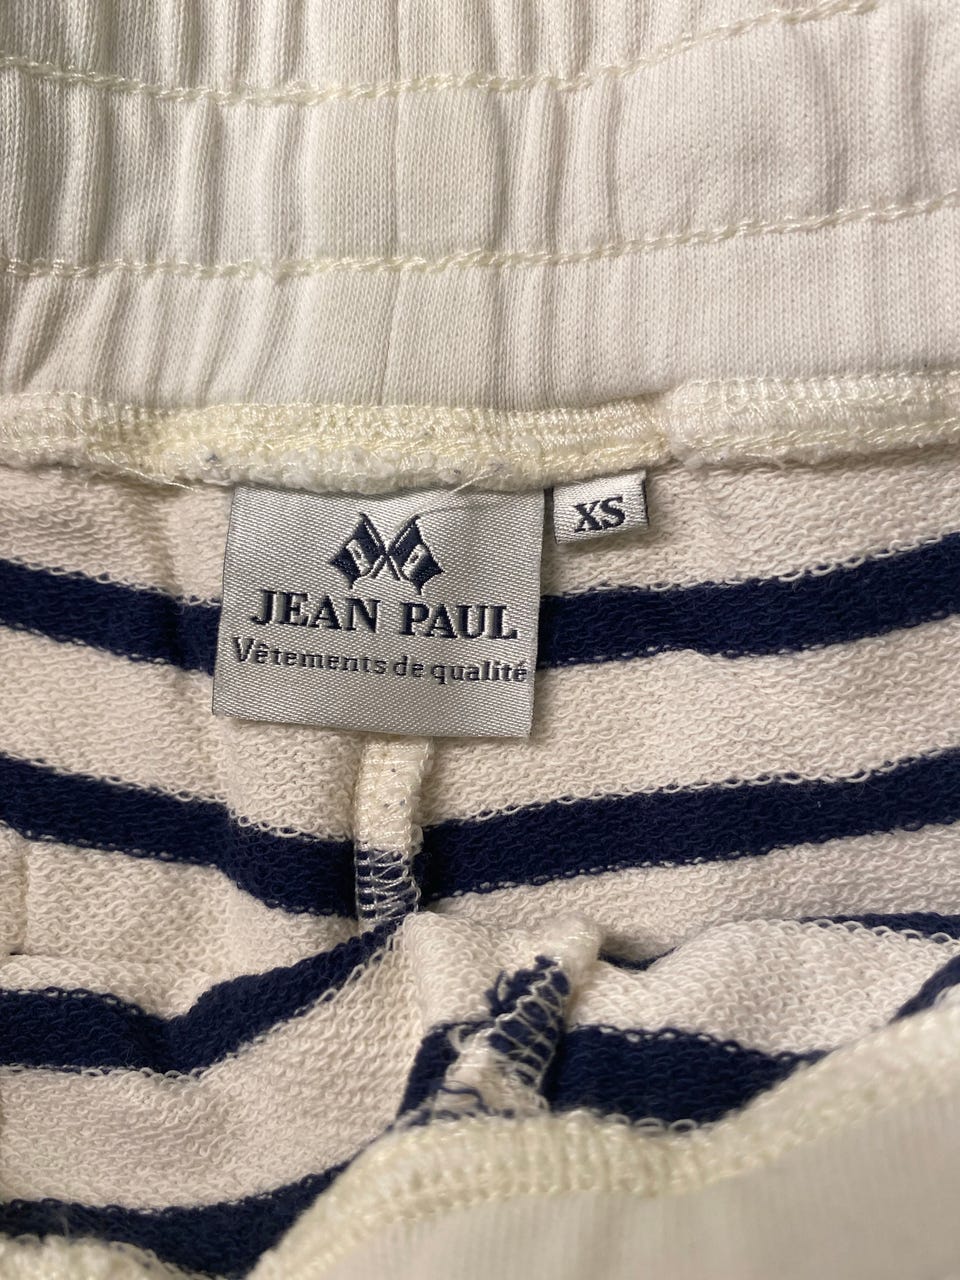 JEAN PAUL
Vêtements de qualité
XS